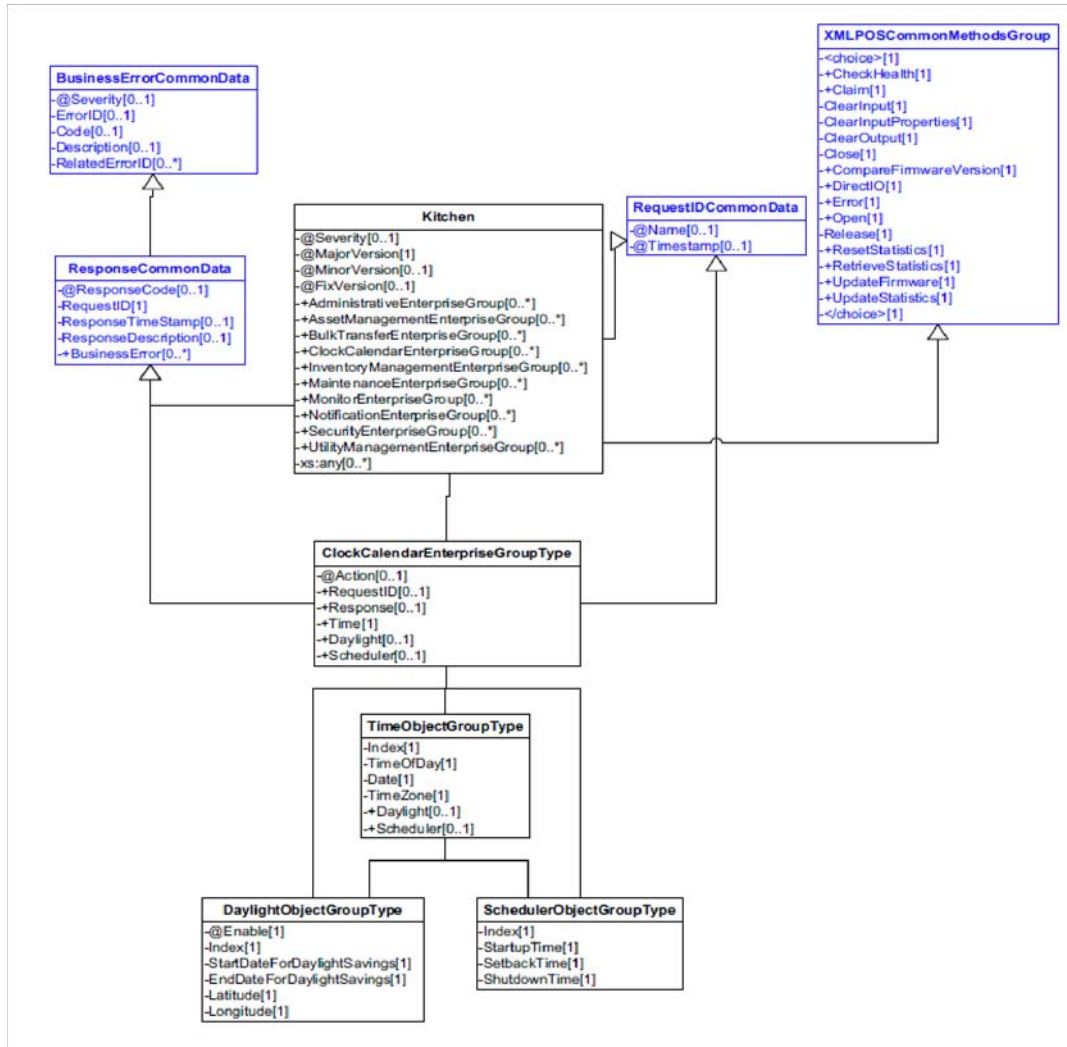 XMLPOSCommonMethodsGroup
-<choice>[1]
-+CheckHealth[1]
-+Claim[1]
-ClearInput[1]
-ClearInputProperties[1]
-ClearOutput[1]
-Close[1]
-+CompareFirmwareVersion[1]
-+DirectIO[1]
-+Error[1]
-+Open[1]
-Release[1]
-+ResetStatistics[1]
-+RetrieveStatistics[1]
-+UpdateFirmware[1]
-+UpdateStatistics[1]
-</choice>[1]
BusinessErrorCommonData
-@Severity[0..1]
-ErrorID[0..1]
-Code[0..1]
-Description[0..1]
-RelatedErrorID[0..*]
RequestIDCommonData
-@Name[0..1]
-@Timestamp[0..1]
Kitchen
-@Severity[0..1]
-@MajorVersion[1]
-@MinorVersion[0..1]
-@FixVersion[0..1]
-+AdministrativeEnterpriseGroup[0..*]
-+AssetManagementEnterpriseGroup[0..*]
-+BulkTransferEnterpriseGroup[0..*]
-+ClockCalendarEnterpriseGroup[0..*]
-+InventoryManagementEnterpriseGroup[0..*]
-+MaintenanceEnterpriseGroup[0..*]
-+MonitorEnterpriseGroup[0..*]
-+NotificationEnterpriseGroup[0..*]
-+SecurityEnterpriseGroup[0..*]
-+UtilityManagementEnterpriseGroup[0..*]
-xs:any[0..*]
ResponseCommonData
-@ResponseCode[0..1]
-RequestID[1]
-ResponseTimeStamp[0..1]
-ResponseDescription[0..1]
-+BusinessError[0..*]
ClockCalendarEnterpriseGroupType
-@Action[0..1]
-+RequestID[0..1]
-+Response[0..1]
-+Time[1]
-+Daylight[0..1]
-+Scheduler[0..1]
TimeObjectGroupType
-Index[1]
-TimeOfDay[1]
-Date[1]
-TimeZone[1]
-+Daylight[0..1]
-+Scheduler[0..1]
DaylightObjectGroupType
-@Enable[1]
-Index[1]
-StartDateForDaylightSavings[1]
-EndDateForDaylightSavings[1]
-Latitude[1]
-Longitude[1]
SchedulerObjectGroupType
-Index[1]
-StartupTime[1]
-SetbackTime[1]
-ShutdownTime[1]